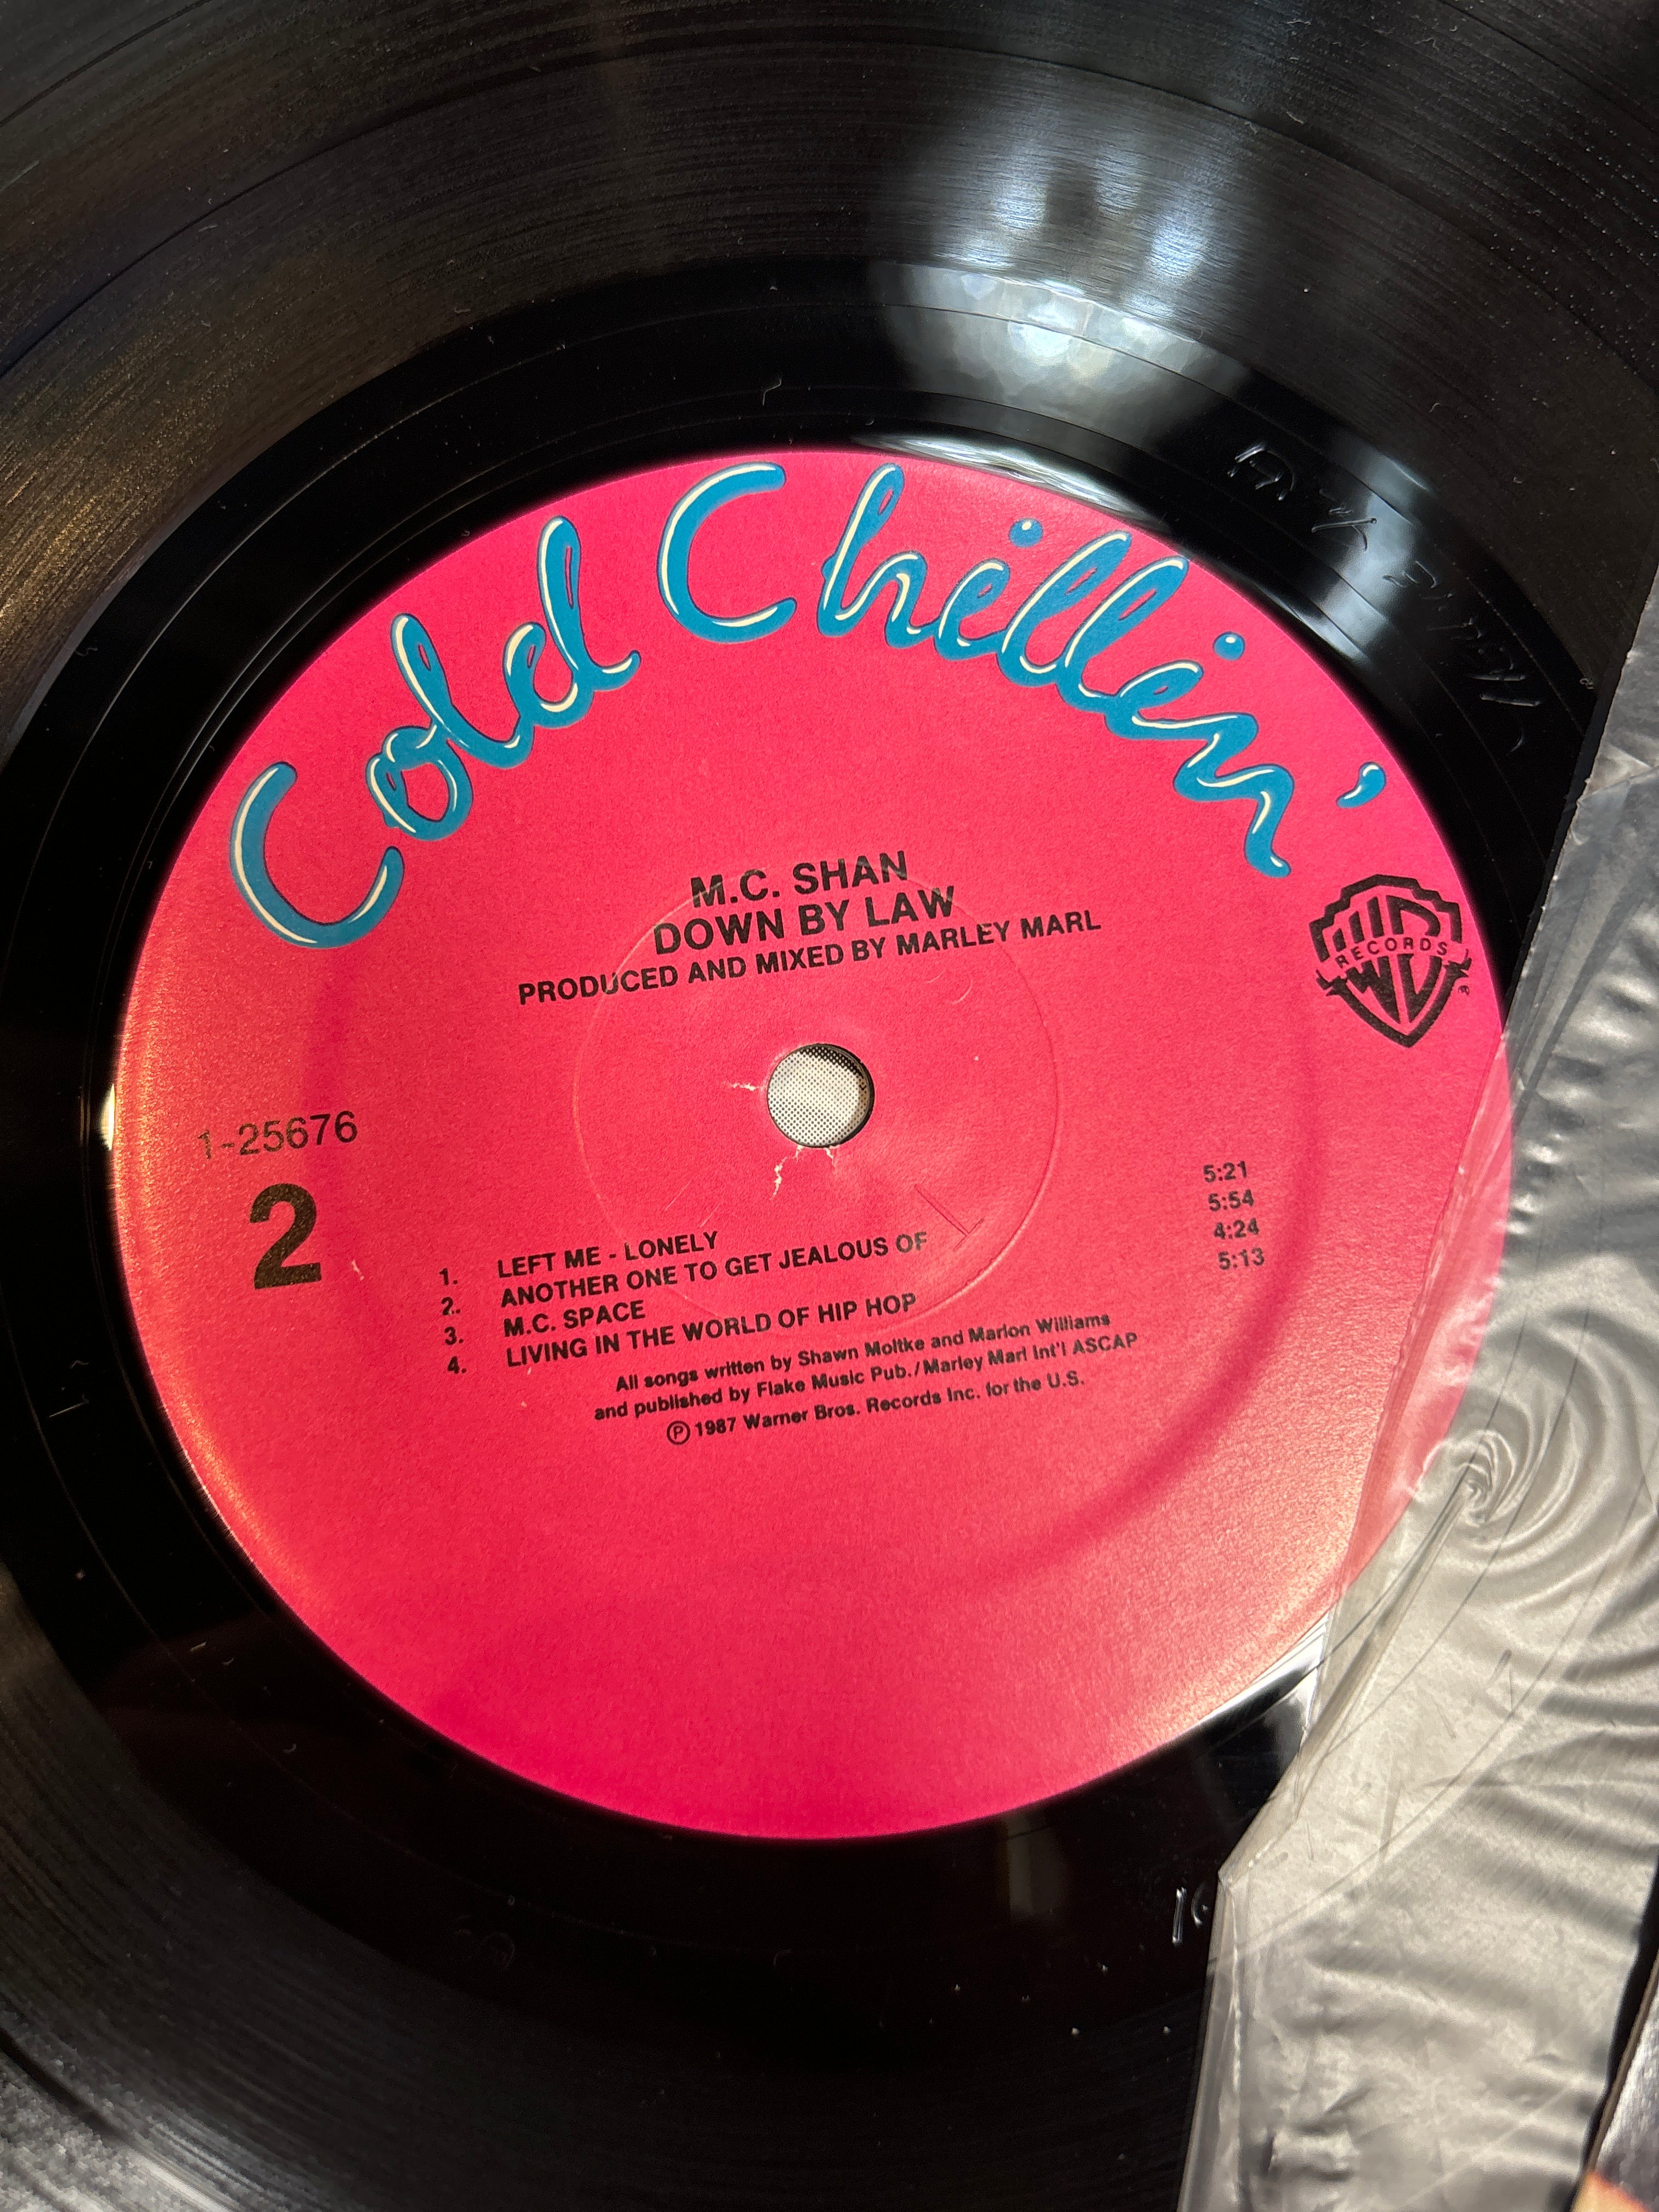 Cold Chillin'
M.C. SHAN
DOWN BY LAW
PRODUCED AND MIXED BY MARLEY MARL
WB
RECORDS
®
1-25676
2
1. LEFT ME - LONELY 5:21
2. ANOTHER ONE TO GET JEALOUS OF 5:54
3. M.C. SPACE 4:24
4. LIVING IN THE WORLD OF HIP HOP 5:13
All songs written by Shawn Moltke and Marlon Williams
and published by Flake Music Pub./Marley Marl Int'l ASCAP
℗ 1987 Warner Bros. Records Inc. for the U.S.